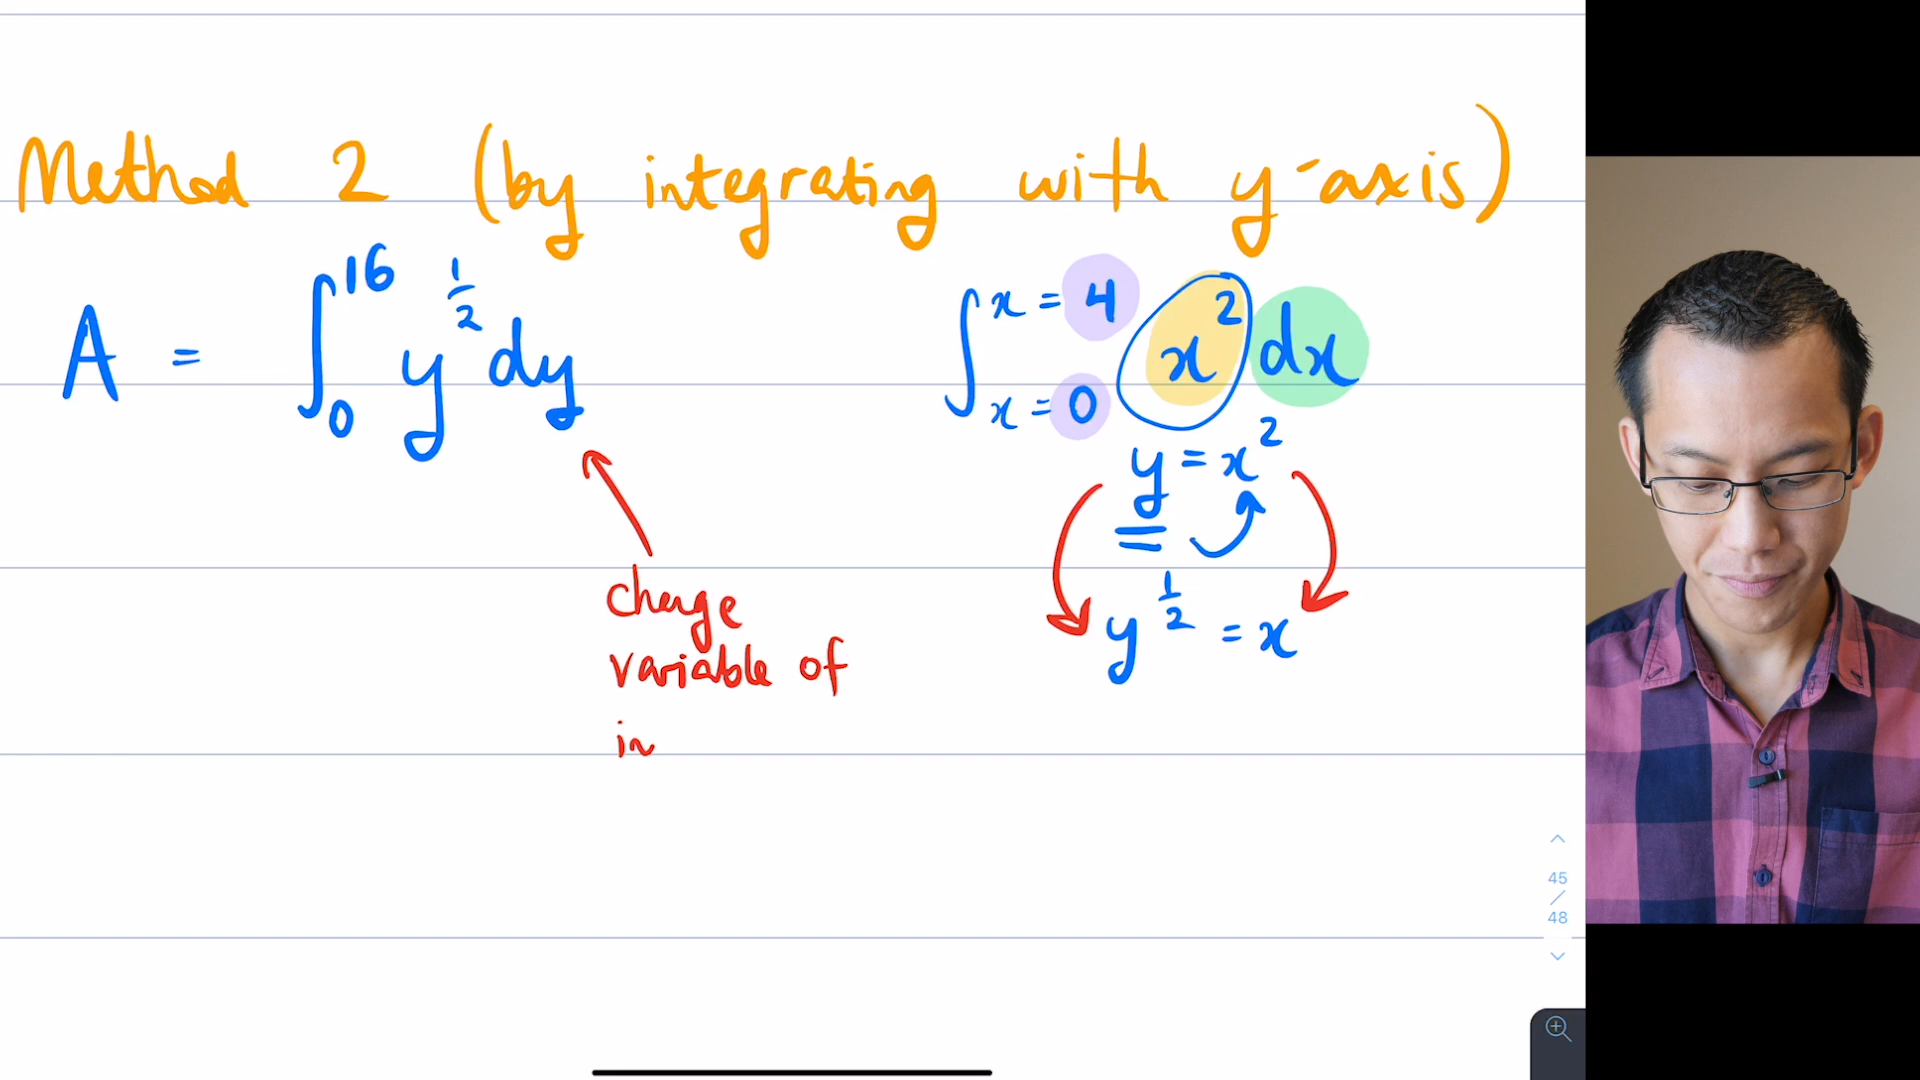 Method 2 (by integrating with y-axis)
A = ∫₀¹⁶ y^½ dy
∫_{x=0}^{x=4} x² dx
y = x²
y^½ = x
change
variable of
in
45
/
48